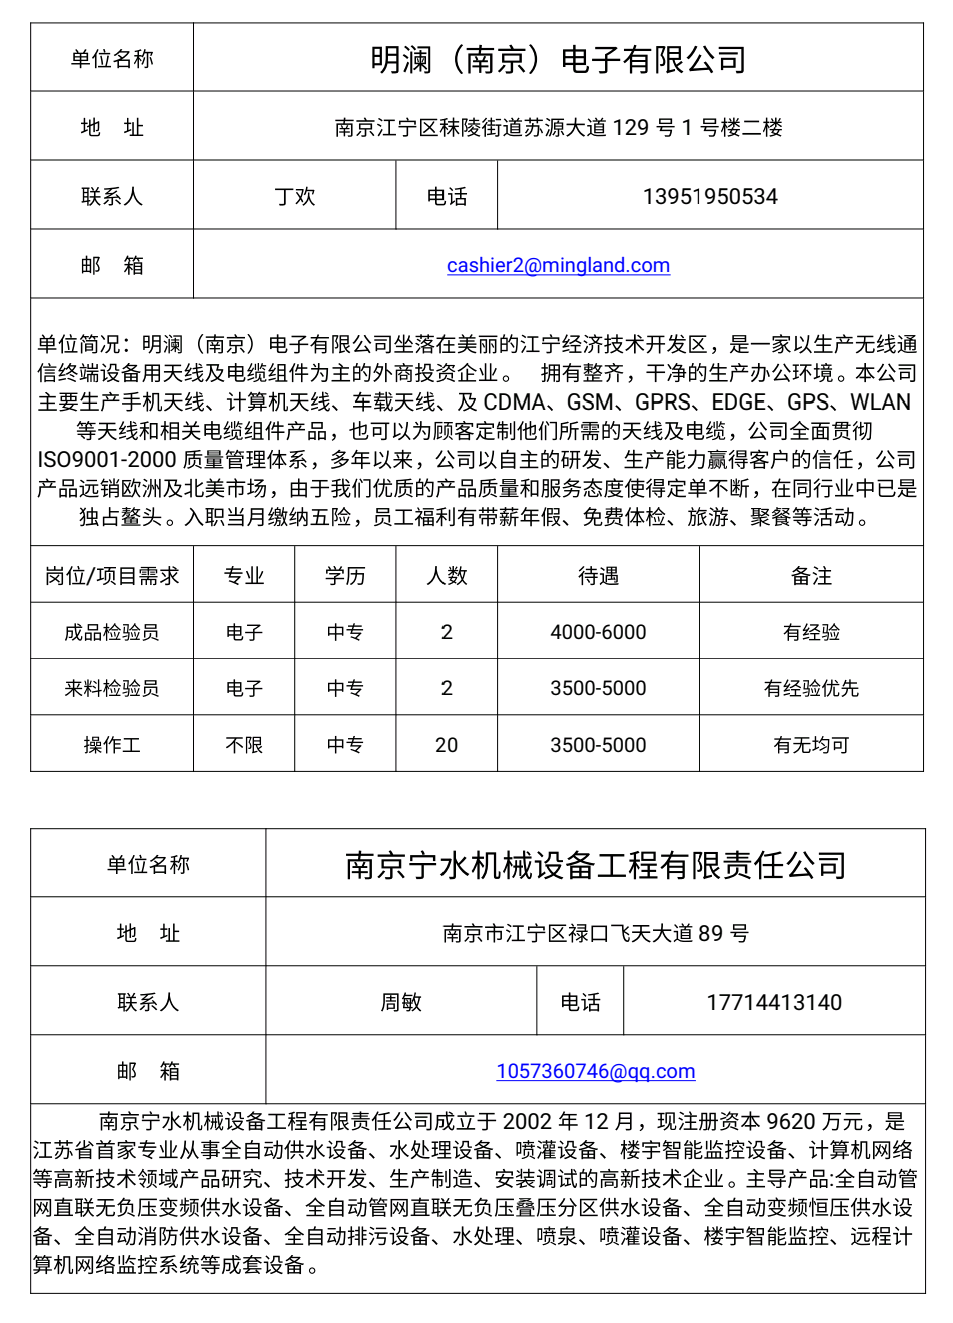 单位名称 明澜（南京）电子有限公司
地 址 南京江宁区秣陵街道苏源大道 129 号 1 号楼二楼
联系人 丁欢 电话 13951950534
邮 箱 cashier2@mingland.com
单位简况：明澜（南京）电子有限公司坐落在美丽的江宁经济技术开发区，是一家以生产无线通
信终端设备用天线及电缆组件为主的外商投资企业。 拥有整齐，干净的生产办公环境。本公司
主要生产手机天线、计算机天线、车载天线、及 CDMA、GSM、GPRS、EDGE、GPS、WLAN
等天线和相关电缆组件产品，也可以为顾客定制他们所需的天线及电缆，公司全面贯彻
ISO9001-2000 质量管理体系，多年以来，公司以自主的研发、生产能力赢得客户的信任，公司
产品远销欧洲及北美市场，由于我们优质的产品质量和服务态度使得定单不断，在同行业中已是
独占鳌头。入职当月缴纳五险，员工福利有带薪年假、免费体检、旅游、聚餐等活动。
岗位/项目需求 专业 学历 人数 待遇 备注
成品检验员 电子 中专 2 4000-6000 有经验
来料检验员 电子 中专 2 3500-5000 有经验优先
操作工 不限 中专 20 3500-5000 有无均可
单位名称 南京宁水机械设备工程有限责任公司
地 址 南京市江宁区禄口飞天大道 89 号
联系人 周敏 电话 17714413140
邮 箱 1057360746@qq.com
南京宁水机械设备工程有限责任公司成立于 2002 年 12 月，现注册资本 9620 万元，是
江苏省首家专业从事全自动供水设备、水处理设备、喷灌设备、楼宇智能监控设备、计算机网络
等高新技术领域产品研究、技术开发、生产制造、安装调试的高新技术企业。主导产品:全自动管
网直联无负压变频供水设备、全自动管网直联无负压叠压分区供水设备、全自动变频恒压供水设
备、全自动消防供水设备、全自动排污设备、水处理、喷泉、喷灌设备、楼宇智能监控、远程计
算机网络监控系统等成套设备。